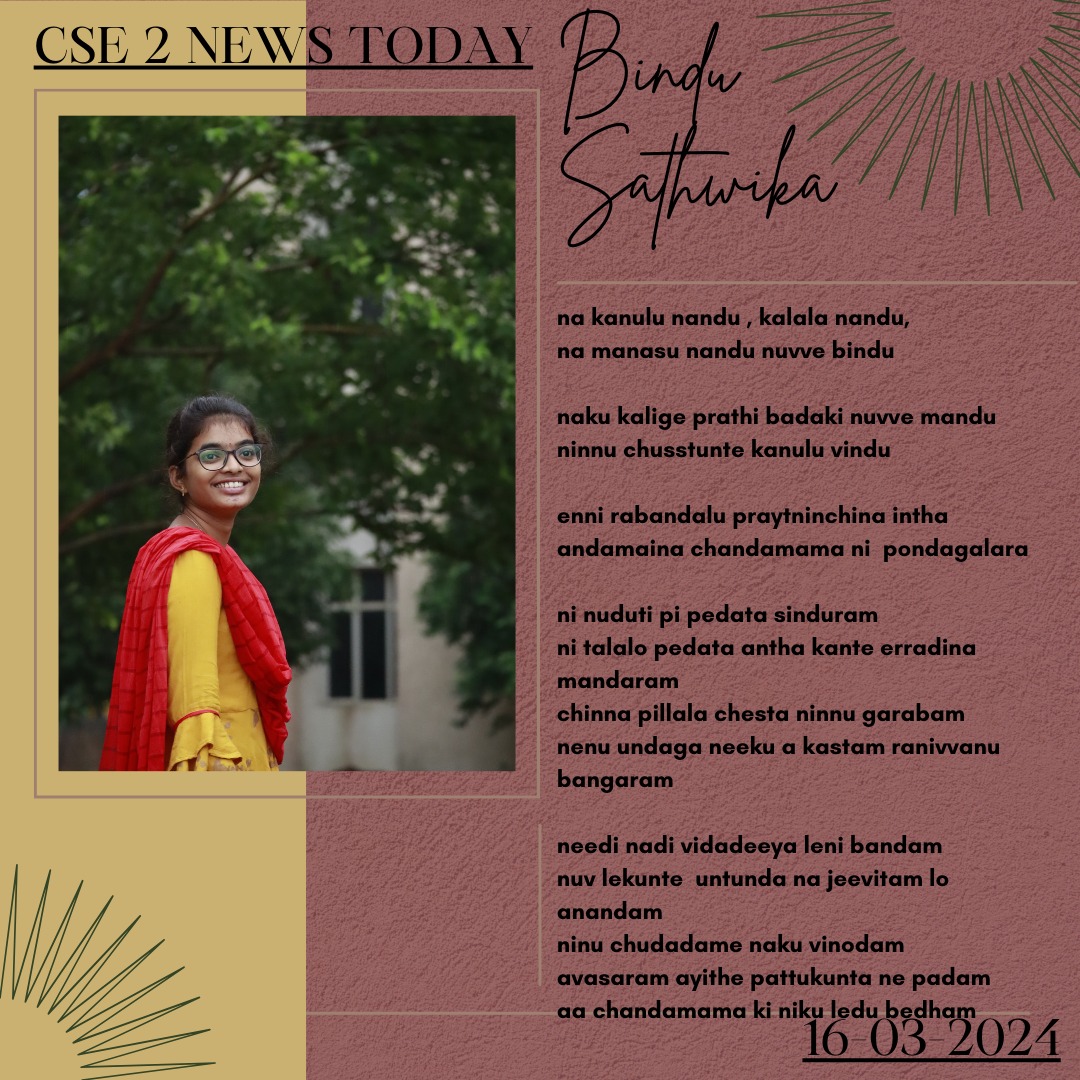 CSE 2 NEWS TODAY
Bindu
Sathwika
na kanulu nandu , kalala nandu,
na manasu nandu nuvve bindu
naku kalige prathi badaki nuvve mandu
ninnu chusstunte kanulu vindu
enni rabandalu praytninchina intha
andamaina chandamama ni  pondagalara
ni nuduti pi pedata sinduram
ni talalo pedata antha kante erradina
mandaram
chinna pillala chesta ninnu garabam
nenu undaga neeku a kastam ranivvanu
bangaram
needi nadi vidadeeya leni bandam
nuv lekunte  untunda na jeevitam lo
anandam
ninu chudadame naku vinodam
avasaram ayithe pattukunta ne padam
aa chandamama ki niku ledu bedham
16-03-2024